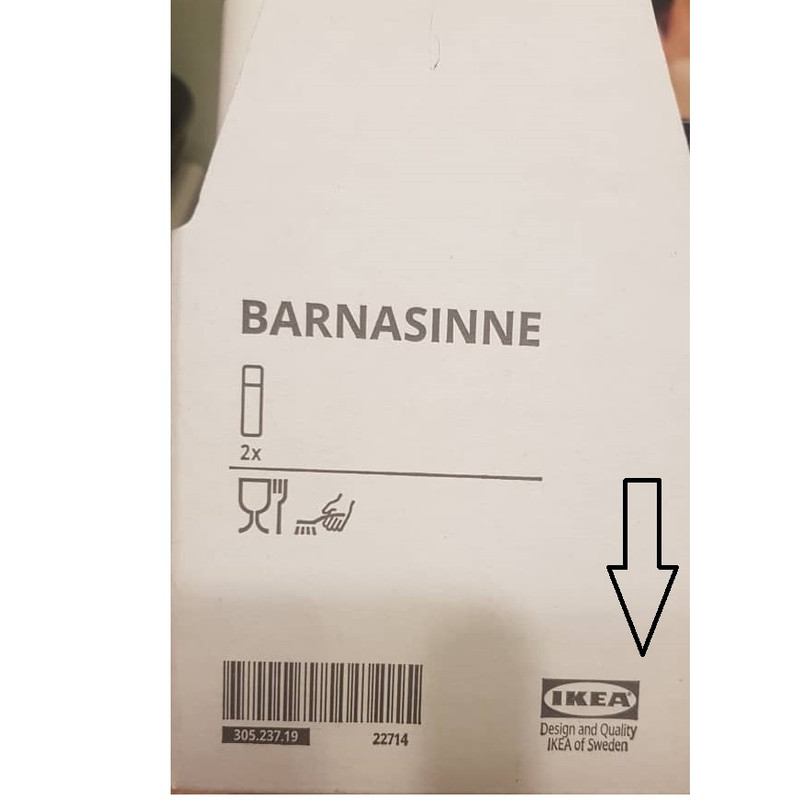 BARNASINNE
2x
305.237.19
22714
IKEA®
Design and Quality
IKEA of Sweden